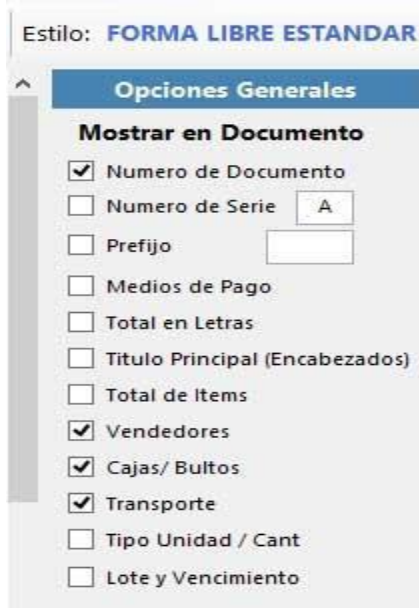 Estilo: FORMA LIBRE ESTANDAR
Opciones Generales
Mostrar en Documento
Numero de Documento
Numero de Serie A
Prefijo
Medios de Pago
Total en Letras
Titulo Principal (Encabezados)
Total de Items
Vendedores
Cajas/ Bultos
Transporte
Tipo Unidad / Cant
Lote y Vencimiento